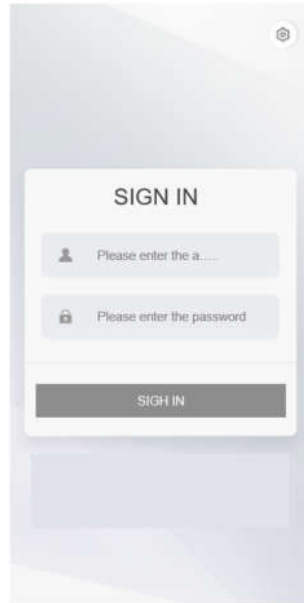 SIGN IN
Please enter the a.....
Please enter the password
SIGH IN